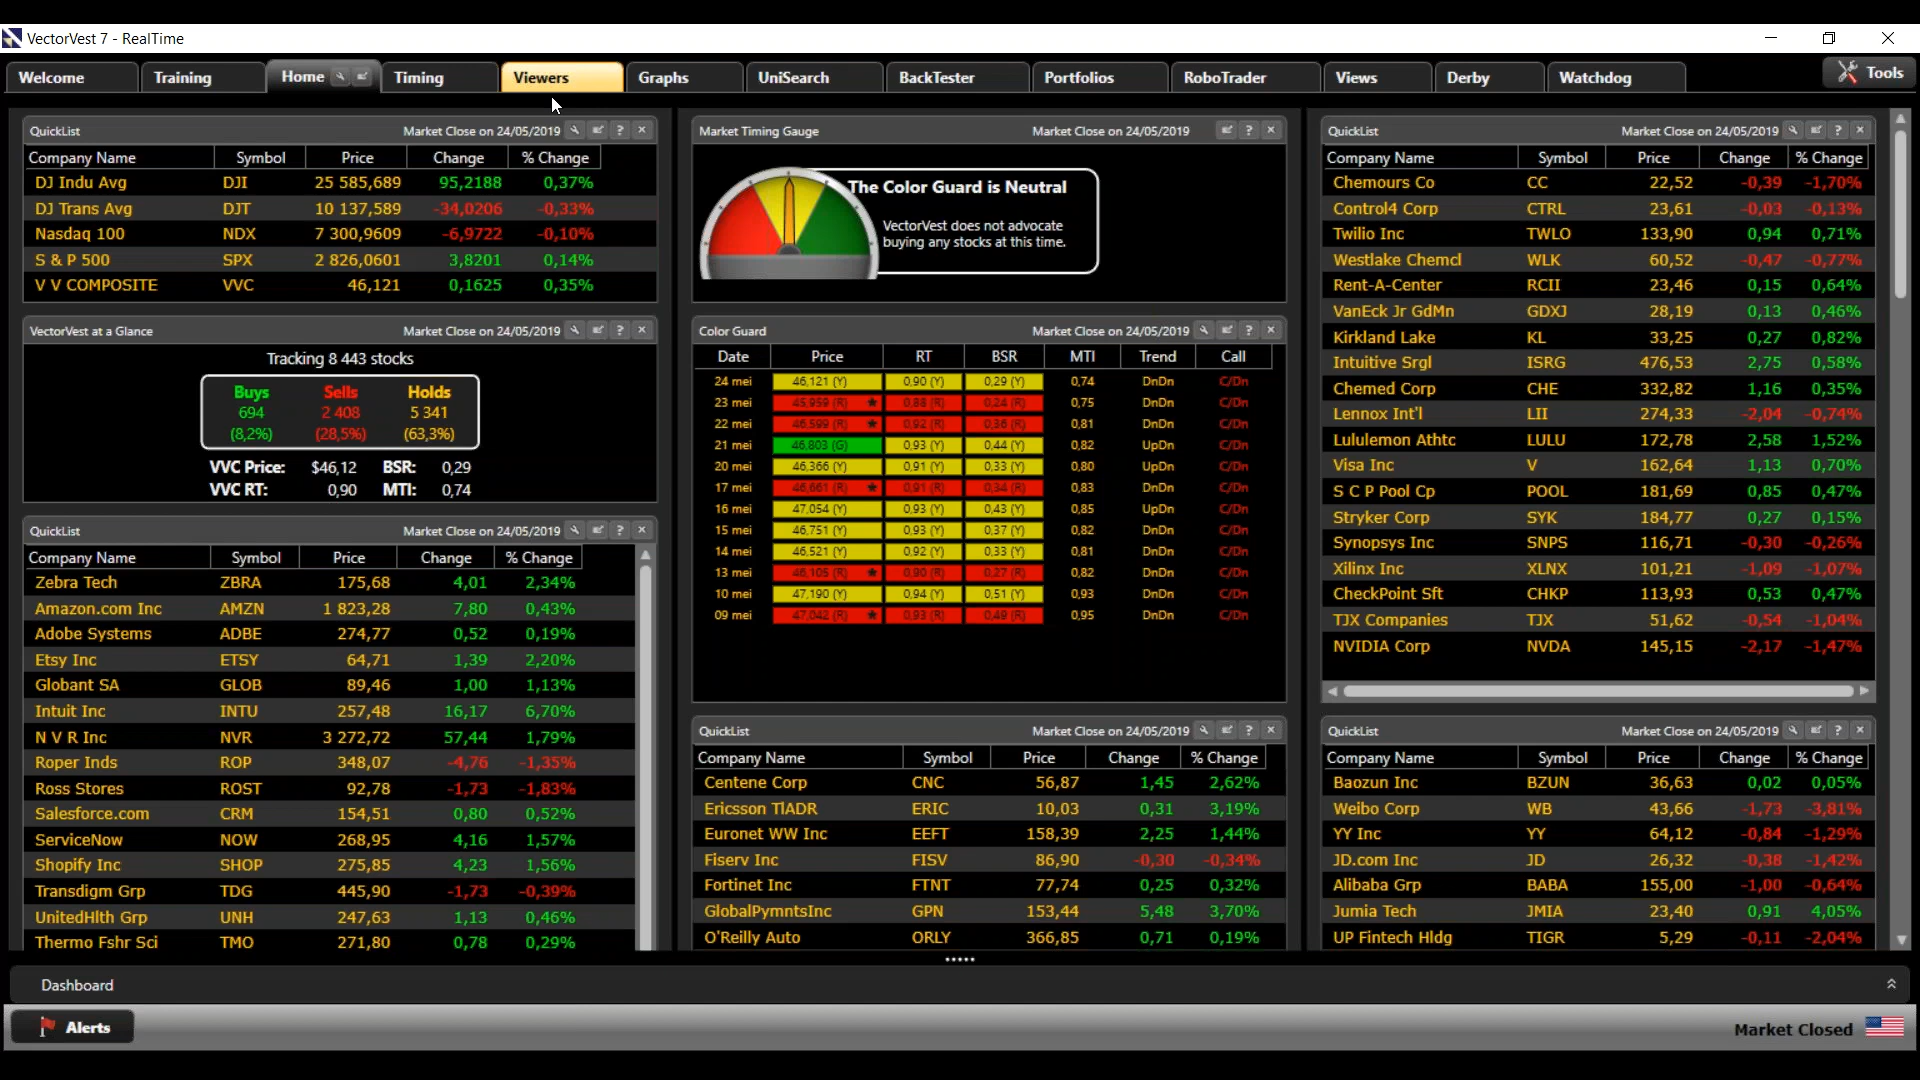 VectorVest 7 - RealTime
Welcome Training Home Timing Viewers Graphs UniSearch BackTester Portfolios RoboTrader Views Derby Watchdog Tools
QuickList Market Close on 24/05/2019 ?
Company Name Symbol Price Change % Change
DJ Indu Avg DJI 25 585,689 95,2188 0,37%
DJ Trans Avg DJT 10 137,589 -34,0206 -0,33%
Nasdaq 100 NDX 7 300,9609 -6,9722 -0,10%
S & P 500 SPX 2 826,0601 3,8201 0,14%
V V COMPOSITE VVC 46,121 0,1625 0,35%
VectorVest at a Glance Market Close on 24/05/2019 ?
Tracking 8 443 stocks
Buys Sells Holds
694 2 408 5 341
(8,2%) (28,5%) (63,3%)
VVC Price: $46,12 BSR: 0,29
VVC RT: 0,90 MTI: 0,74
QuickList Market Close on 24/05/2019 ?
Company Name Symbol Price Change % Change
Zebra Tech ZBRA 175,68 4,01 2,34%
Amazon.com Inc AMZN 1 823,28 7,80 0,43%
Adobe Systems ADBE 274,77 0,52 0,19%
Etsy Inc ETSY 64,71 1,39 2,20%
Globant SA GLOB 89,46 1,00 1,13%
Intuit Inc INTU 257,48 16,17 6,70%
N V R Inc NVR 3 272,72 57,44 1,79%
Roper Inds ROP 348,07 -4,76 -1,35%
Ross Stores ROST 92,78 -1,73 -1,83%
Salesforce.com CRM 154,51 0,80 0,52%
ServiceNow NOW 268,95 4,16 1,57%
Shopify Inc SHOP 275,85 4,23 1,56%
Transdigm Grp TDG 445,90 -1,73 -0,39%
UnitedHlth Grp UNH 247,63 1,13 0,46%
Thermo Fshr Sci TMO 271,80 0,78 0,29%
Market Timing Gauge Market Close on 24/05/2019 ?
The Color Guard is Neutral
VectorVest does not advocate
buying any stocks at this time.
Color Guard Market Close on 24/05/2019 ?
Date Price RT BSR MTI Trend Call
24 mei 46,121 (Y) 0,90 (Y) 0,29 (Y) 0,74 DnDn C/Dn
23 mei 45,959 (R) ★ 0,88 (R) 0,24 (R) 0,75 DnDn C/Dn
22 mei 46,599 (R) ★ 0,92 (R) 0,36 (R) 0,81 DnDn C/Dn
21 mei 46,803 (G) 0,93 (Y) 0,44 (Y) 0,82 UpDn C/Dn
20 mei 46,366 (Y) 0,91 (Y) 0,33 (Y) 0,80 UpDn C/Dn
17 mei 46,661 (R) ★ 0,91 (R) 0,34 (R) 0,83 DnDn C/Dn
16 mei 47,054 (Y) 0,93 (Y) 0,43 (Y) 0,85 UpDn C/Dn
15 mei 46,751 (Y) 0,93 (Y) 0,37 (Y) 0,82 DnDn C/Dn
14 mei 46,521 (Y) 0,92 (Y) 0,33 (Y) 0,81 DnDn C/Dn
13 mei 46,105 (R) ★ 0,90 (R) 0,27 (R) 0,82 DnDn C/Dn
10 mei 47,190 (Y) 0,94 (Y) 0,51 (Y) 0,93 DnDn C/Dn
09 mei 47,042 (R) ★ 0,93 (R) 0,49 (R) 0,95 DnDn C/Dn
QuickList Market Close on 24/05/2019 ?
Company Name Symbol Price Change % Change
Centene Corp CNC 56,87 1,45 2,62%
Ericsson TlADR ERIC 10,03 0,31 3,19%
Euronet WW Inc EEFT 158,39 2,25 1,44%
Fiserv Inc FISV 86,90 -0,30 -0,34%
Fortinet Inc FTNT 77,74 0,25 0,32%
GlobalPymntsInc GPN 153,44 5,48 3,70%
O'Reilly Auto ORLY 366,85 0,71 0,19%
QuickList Market Close on 24/05/2019 ?
Company Name Symbol Price Change % Change
Chemours Co CC 22,52 -0,39 -1,70%
Control4 Corp CTRL 23,61 -0,03 -0,13%
Twilio Inc TWLO 133,90 0,94 0,71%
Westlake Chemcl WLK 60,52 -0,47 -0,77%
Rent-A-Center RCII 23,46 0,15 0,64%
VanEck Jr GdMn GDXJ 28,19 0,13 0,46%
Kirkland Lake KL 33,25 0,27 0,82%
Intuitive Srgl ISRG 476,53 2,75 0,58%
Chemed Corp CHE 332,82 1,16 0,35%
Lennox Int'l LII 274,33 -2,04 -0,74%
Lululemon Athtc LULU 172,78 2,58 1,52%
Visa Inc V 162,64 1,13 0,70%
S C P Pool Cp POOL 181,69 0,85 0,47%
Stryker Corp SYK 184,77 0,27 0,15%
Synopsys Inc SNPS 116,71 -0,30 -0,26%
Xilinx Inc XLNX 101,21 -1,09 -1,07%
CheckPoint Sft CHKP 113,93 0,53 0,47%
TJX Companies TJX 51,62 -0,54 -1,04%
NVIDIA Corp NVDA 145,15 -2,17 -1,47%
QuickList Market Close on 24/05/2019 ?
Company Name Symbol Price Change % Change
Baozun Inc BZUN 36,63 0,02 0,05%
Weibo Corp WB 43,66 -1,73 -3,81%
YY Inc YY 64,12 -0,84 -1,29%
JD.com Inc JD 26,32 -0,38 -1,42%
Alibaba Grp BABA 155,00 -1,00 -0,64%
Jumia Tech JMIA 23,40 0,91 4,05%
UP Fintech Hldg TIGR 5,29 -0,11 -2,04%
Dashboard
Alerts
Market Closed